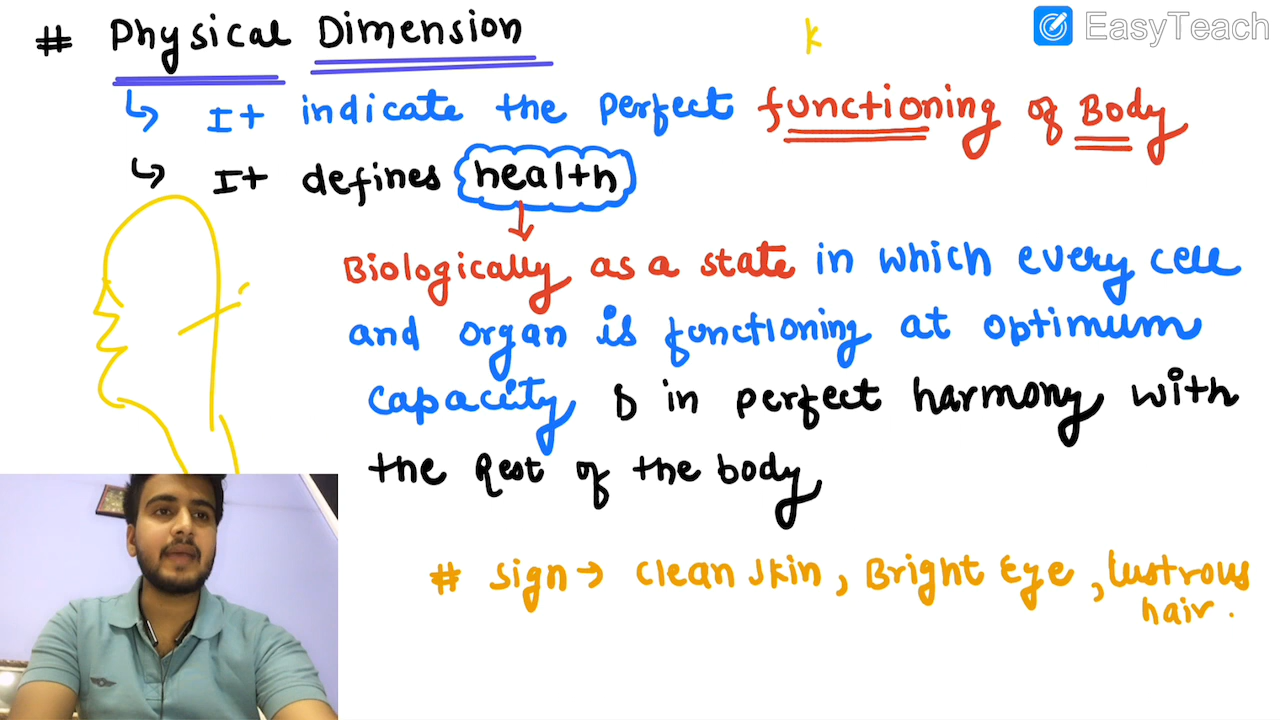 # Physical Dimension
k
EasyTeach
↳ It indicate the perfect functioning of Body
↳ It defines health
Biologically as a state in which every cell
and organ is functioning at optimum
capacity & in perfect harmony with
the Rest of the body
# sign → Clean skin, Bright Eye, lustrous
hair.